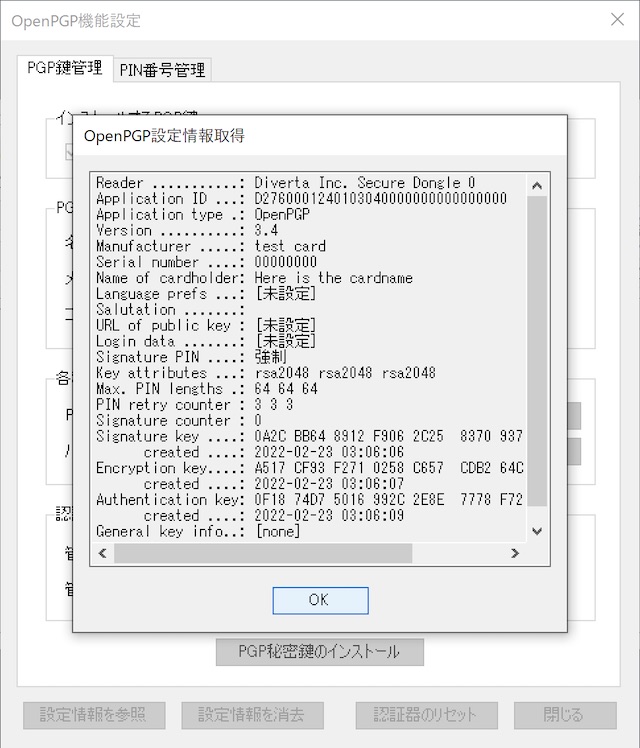 OpenPGP機能設定
PGP鍵管理
PIN番号管理
OpenPGP設定情報取得
Reader ...........: Diverta Inc. Secure Dongle 0
Application ID ...: D2760001240103040000000000000000
Application type .: OpenPGP
Version ..........: 3.4
Manufacturer .....: test card
Serial number ....: 00000000
Name of cardholder: Here is the cardname
Language prefs ...: [未設定]
Salutation .......:
URL of public key : [未設定]
Login data .......: [未設定]
Signature PIN ....: 強制
Key attributes ...: rsa2048 rsa2048 rsa2048
Max. PIN lengths .: 64 64 64
PIN retry counter : 3 3 3
Signature counter : 0
Signature key ....: 0A2C BB64 8912 F906 2C25  8370 937
created ....: 2022-02-23 03:06:06
Encryption key....: A517 CF93 F271 0258 C657  CDB2 64C
created ....: 2022-02-23 03:06:07
Authentication key: 0F18 74D7 5016 992C 2E8E  7778 F72
created ....: 2022-02-23 03:06:09
General key info..: [none]
OK
PGP秘密鍵のインストール
設定情報を参照
設定情報を消去
認証器のリセット
閉じる